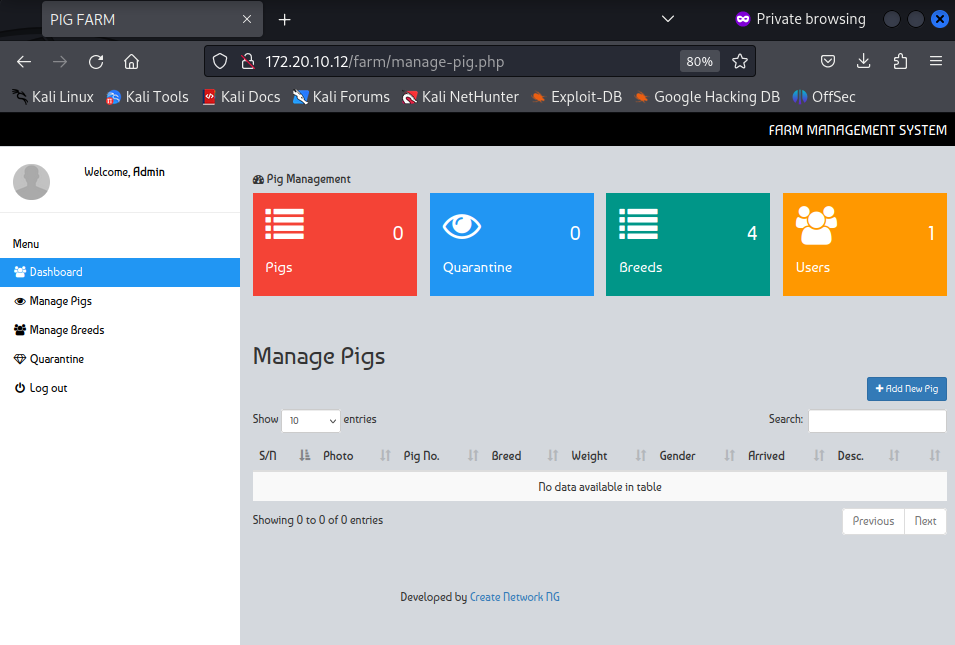 PIG FARM
Private browsing
172.20.10.12/farm/manage-pig.php 80%
Kali Linux Kali Tools Kali Docs Kali Forums Kali NetHunter Exploit-DB Google Hacking DB OffSec
FARM MANAGEMENT SYSTEM
Welcome, Admin
Menu
Dashboard
Manage Pigs
Manage Breeds
Quarantine
Log out
Pig Management
0
Pigs
0
Quarantine
4
Breeds
1
Users
Manage Pigs
Add New Pig
Show 10 entries Search:
S/N Photo Pig No. Breed Weight Gender Arrived Desc.
No data available in table
Showing 0 to 0 of 0 entries Previous Next
Developed by Create Network NG